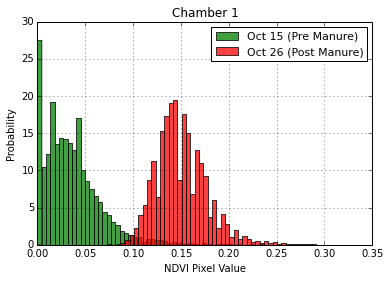 Chamber 1
Oct 15 (Pre Manure)
Oct 26 (Post Manure)
Probability
30
25
20
15
10
5
0
0.00 0.05 0.10 0.15 0.20 0.25 0.30 0.35
NDVI Pixel Value